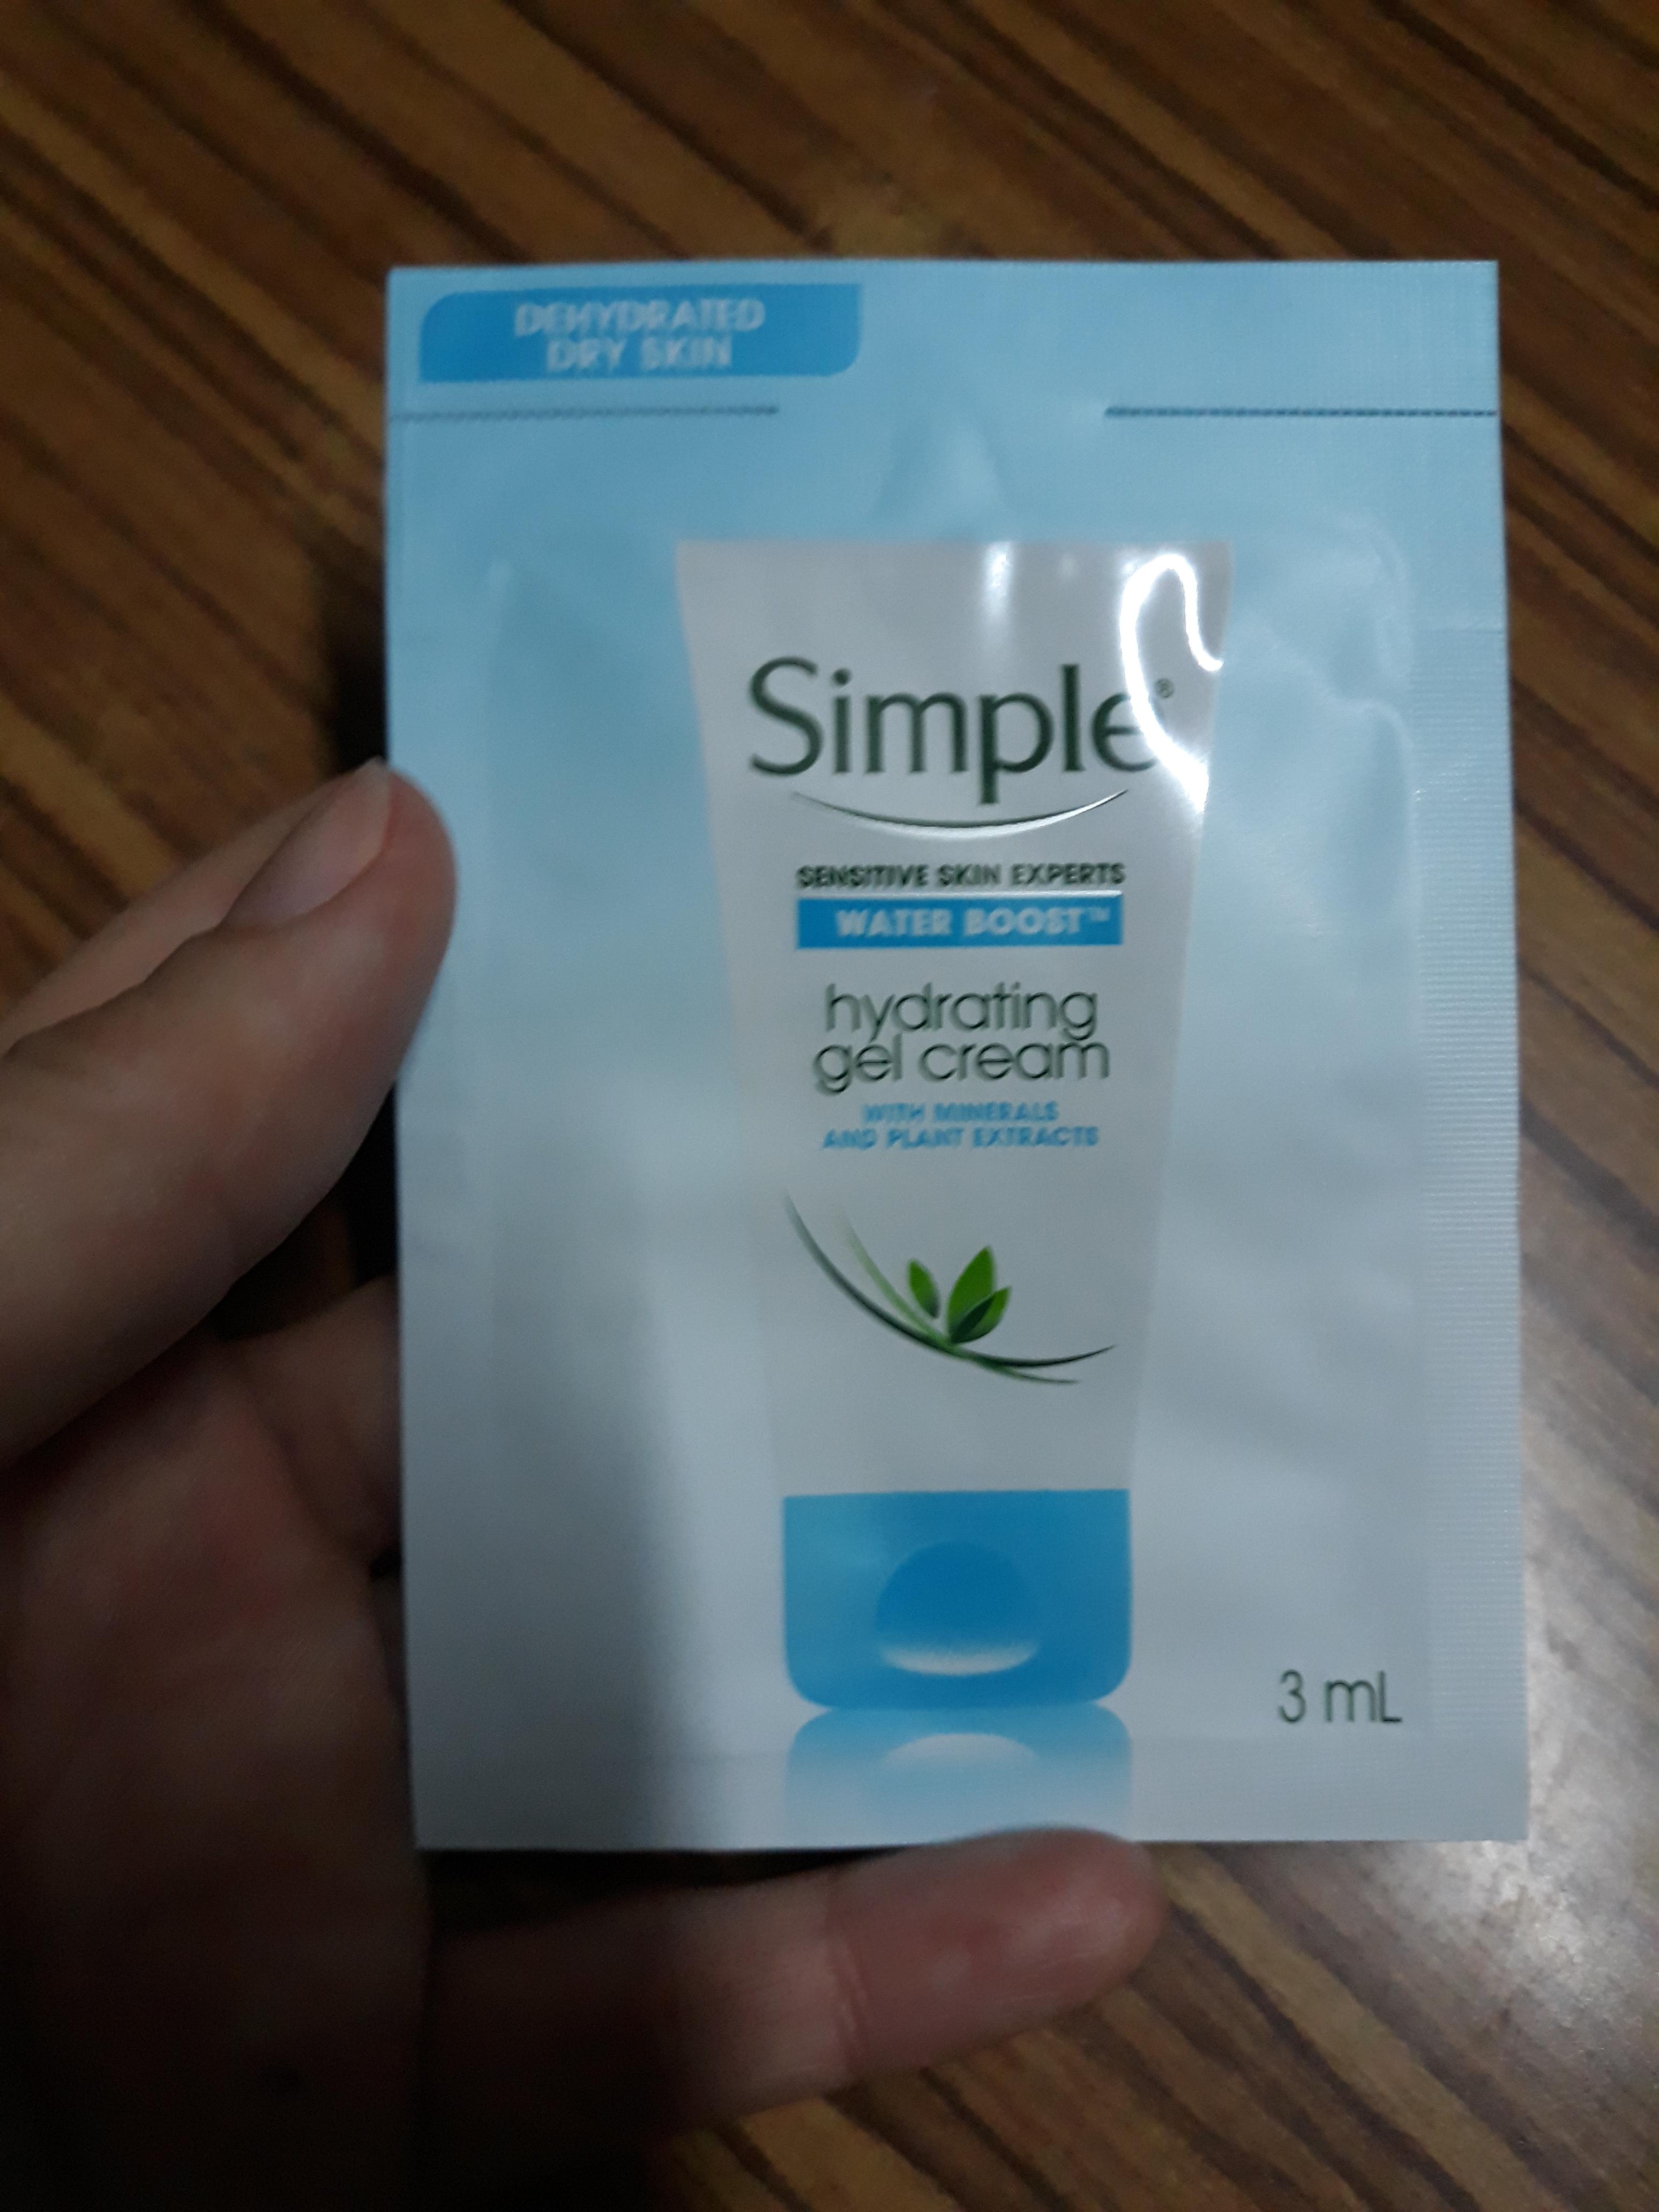 DEHYDRATED
DRY SKIN
Simple®
SENSITIVE SKIN EXPERTS
WATER BOOST™
hydrating
gel cream
WITH MINERALS
AND PLANT EXTRACTS
3 mL